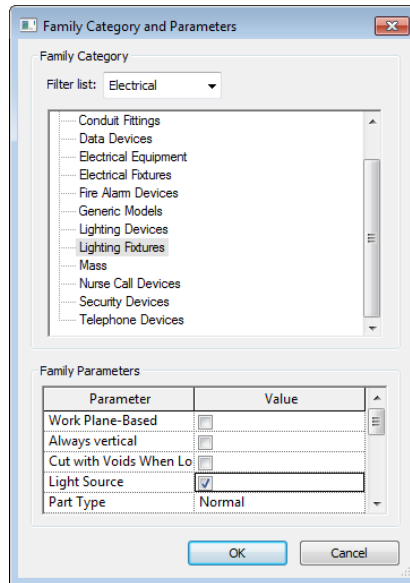 Family Category and Parameters
Family Category
Filter list: Electrical
Conduit Fittings
Data Devices
Electrical Equipment
Electrical Fixtures
Fire Alarm Devices
Generic Models
Lighting Devices
Lighting Fixtures
Mass
Nurse Call Devices
Security Devices
Telephone Devices
Family Parameters
Parameter Value
Work Plane-Based
Always vertical
Cut with Voids When Lo
Light Source
Part Type Normal
OK Cancel